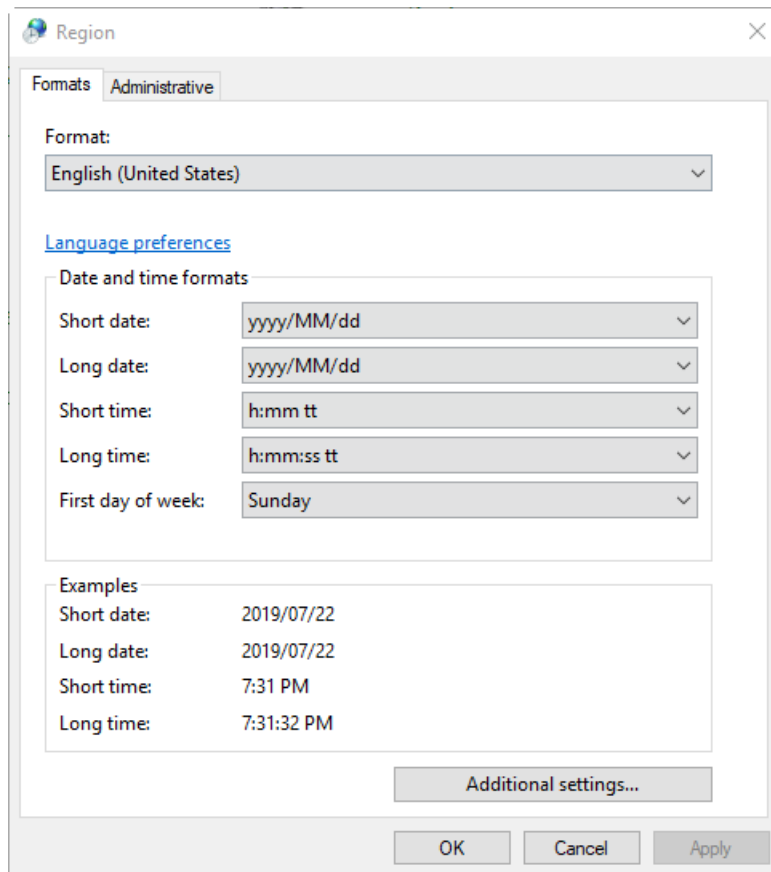 Region
Formats Administrative
Format:
English (United States)
Language preferences
Date and time formats
Short date: yyyy/MM/dd
Long date: yyyy/MM/dd
Short time: h:mm tt
Long time: h:mm:ss tt
First day of week: Sunday
Examples
Short date: 2019/07/22
Long date: 2019/07/22
Short time: 7:31 PM
Long time: 7:31:32 PM
Additional settings...
OK Cancel Apply